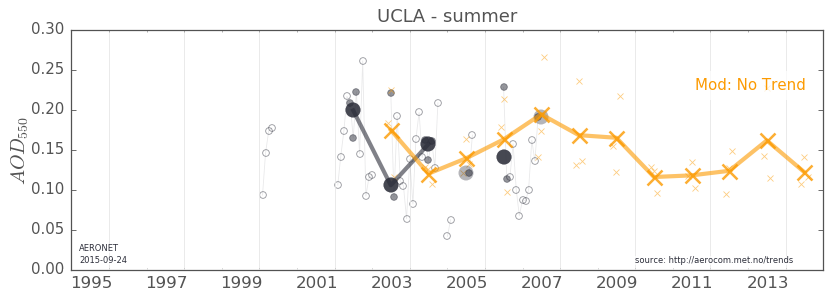 UCLA - summer
0.30
0.25
0.20
0.15
0.10
0.05
0.00
AOD550
Mod: No Trend
AERONET
2015-09-24
source: http://aerocom.met.no/trends
1995 1997 1999 2001 2003 2005 2007 2009 2011 2013